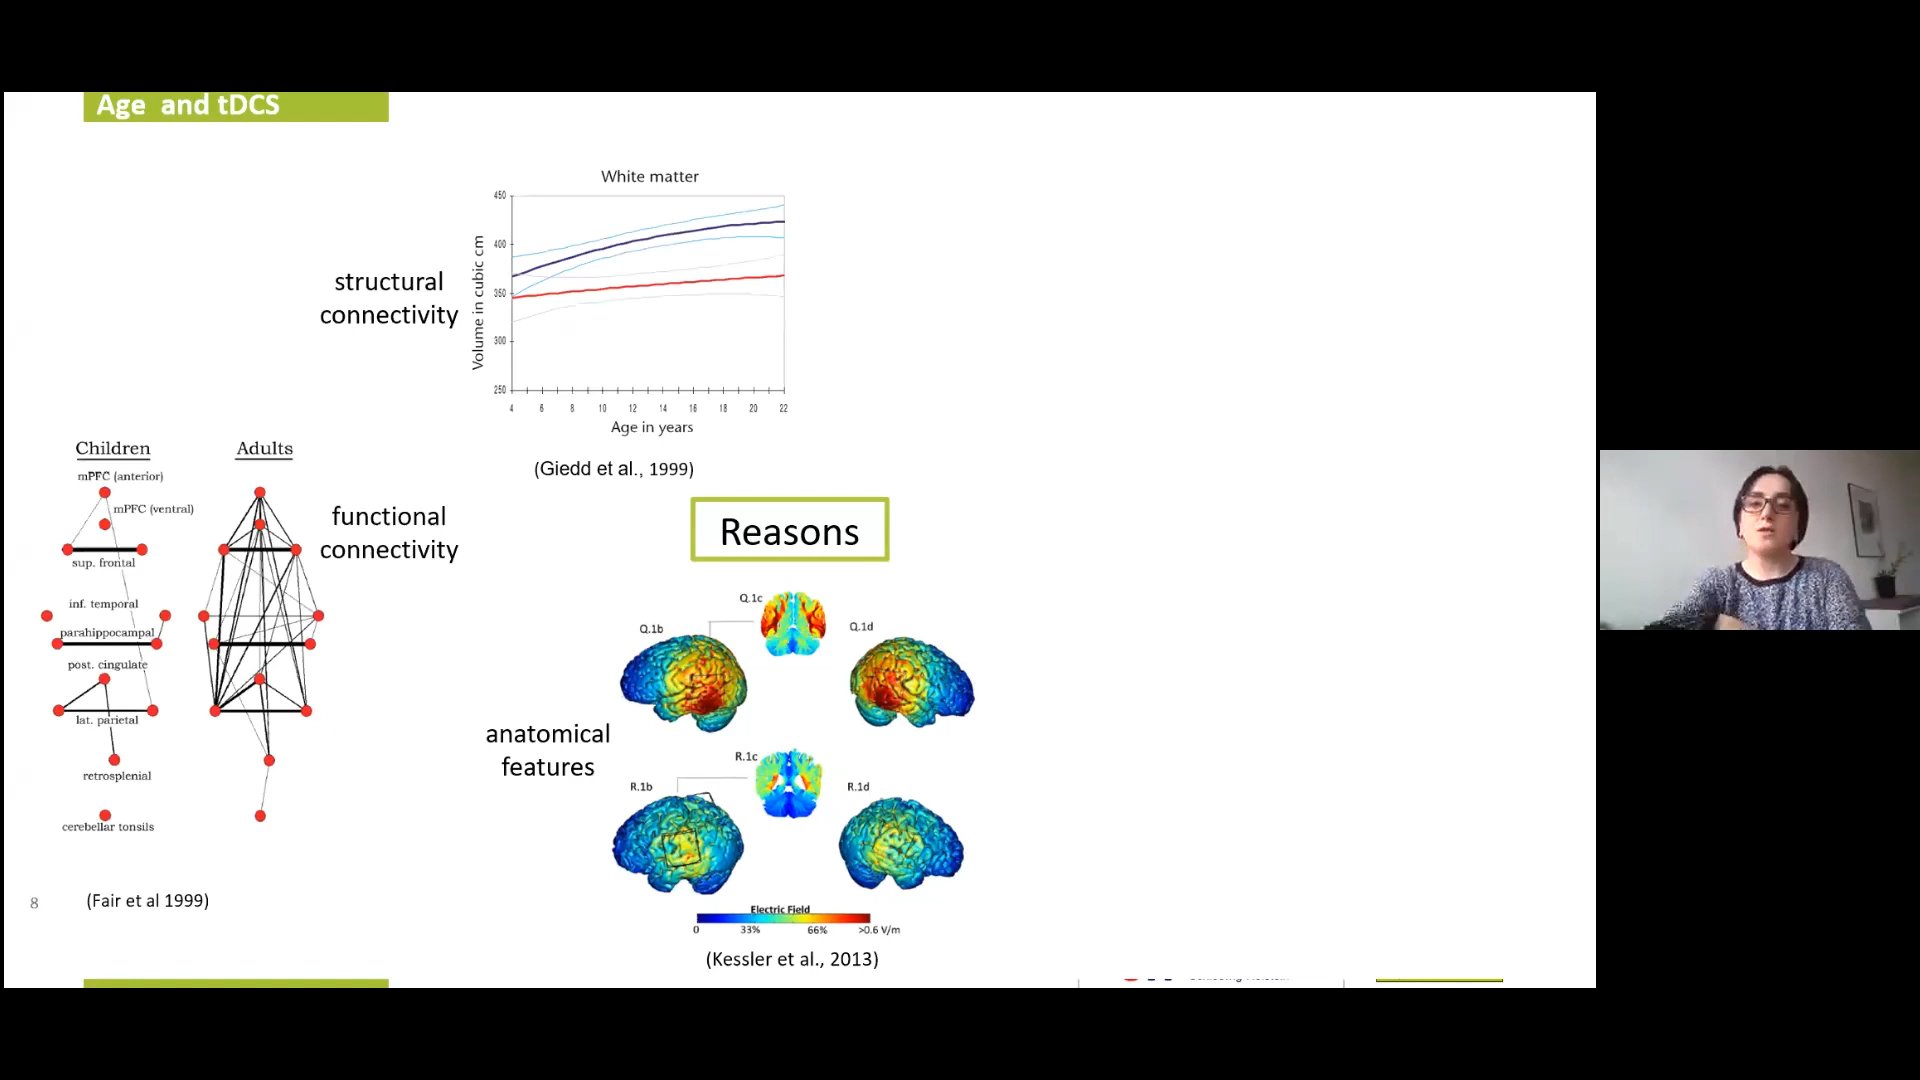 Age and tDCS
White matter
Volume in cubic cm
450
400
350
300
250
4 6 8 10 12 14 16 18 20 22
Age in years
(Giedd et al., 1999)
structural
connectivity
Children
Adults
mPFC (anterior)
mPFC (ventral)
sup. frontal
inf. temporal
parahippocampal
post. cingulate
lat. parietal
retrosplenial
cerebellar tonsils
(Fair et al 1999)
functional
connectivity
Reasons
anatomical
features
Q.1c
Q.1b
Q.1d
R.1c
R.1b
R.1d
Electric Field
0 33% 66% >0.6 V/m
(Kessler et al., 2013)
8